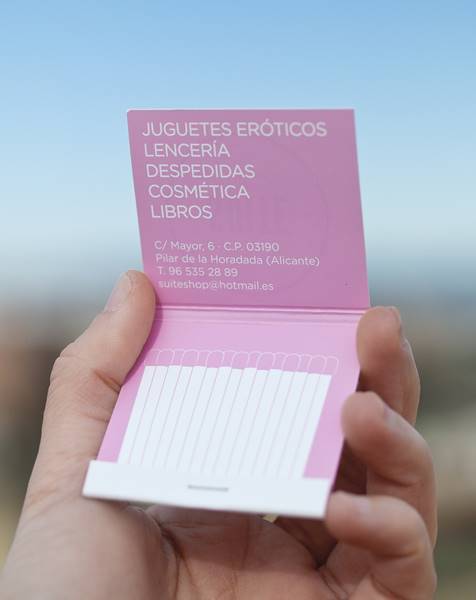 JUGUETES ERÓTICOS
LENCERÍA
DESPEDIDAS
COSMÉTICA
LIBROS
C/ Mayor, 6 · C.P. 03190
Pilar de la Horadada (Alicante)
T. 96 535 28 89
suiteshop@hotmail.es